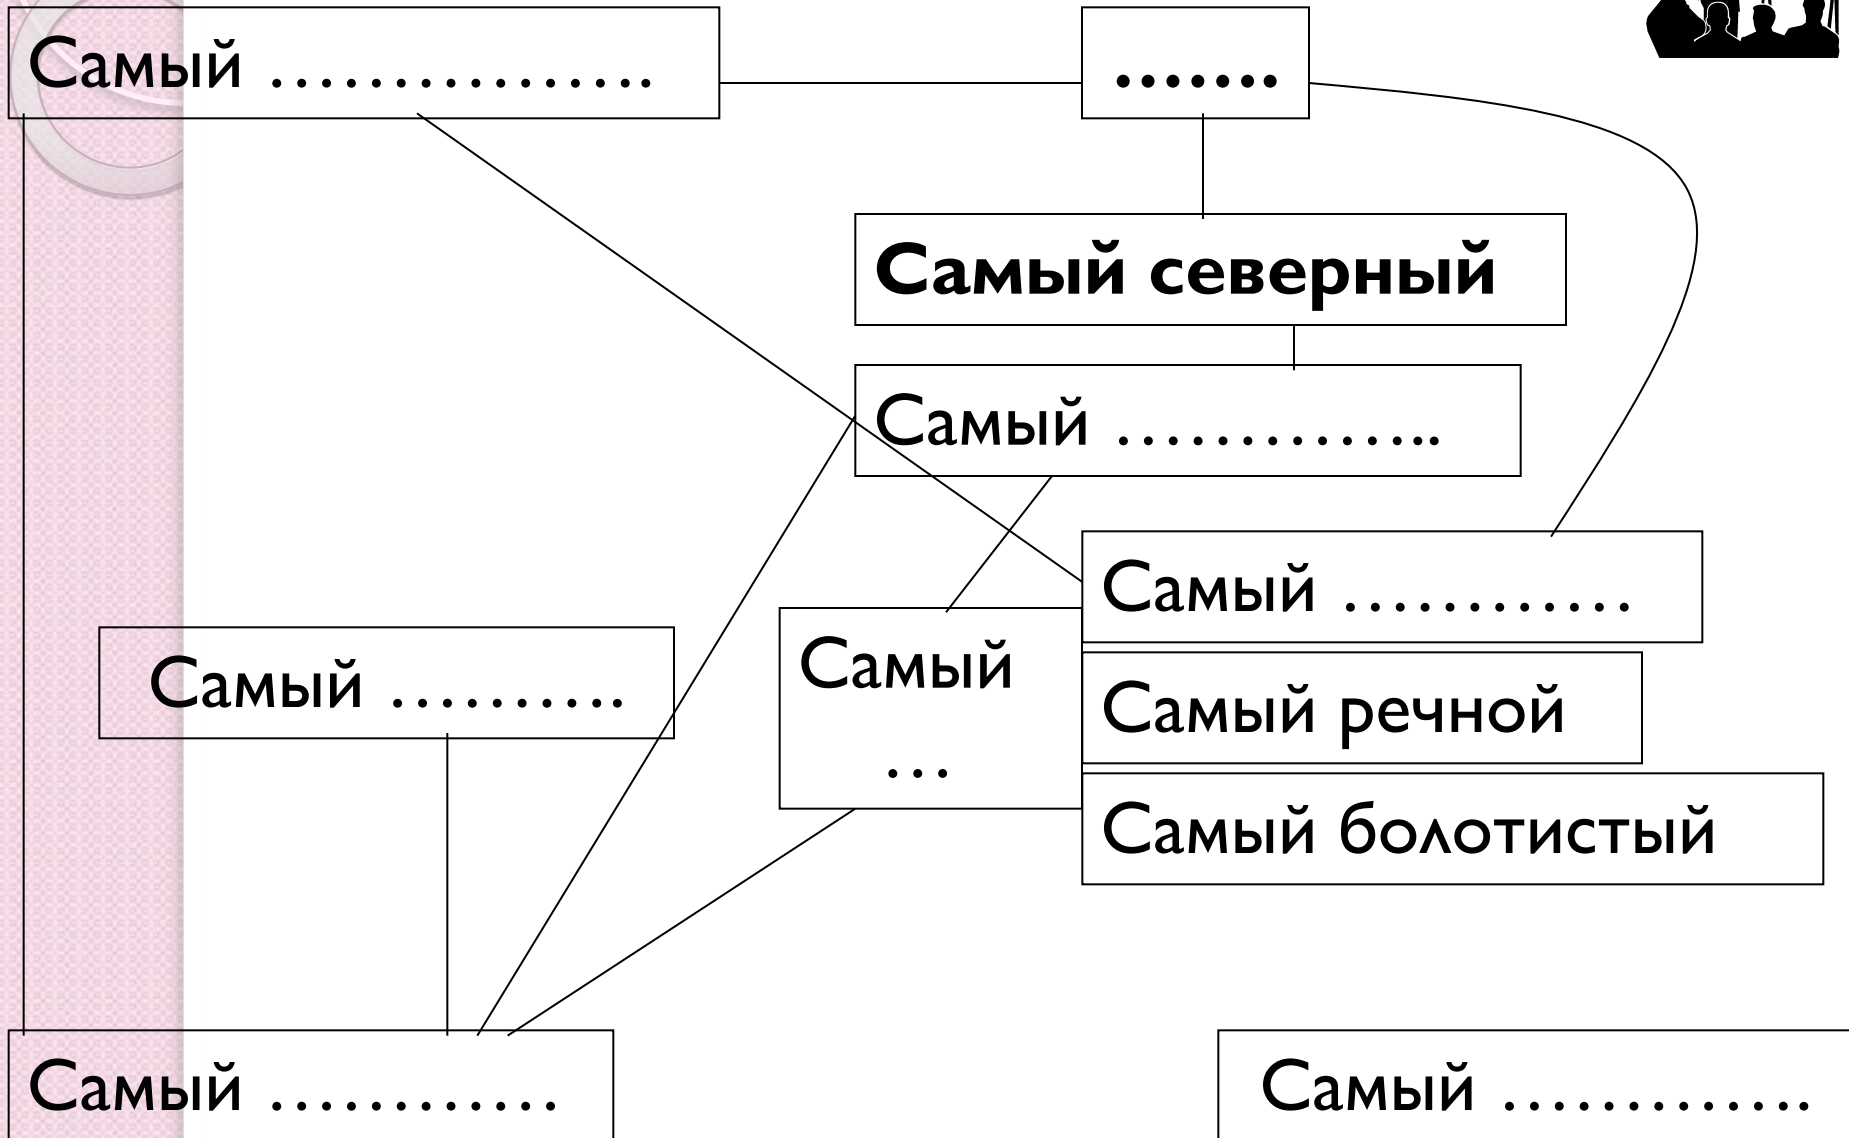 Самый …………….
…….
Самый северный
Самый …………..
Самый …………
Самый ……….
Самый
…
Самый речной
Самый болотистый
Самый …………
Самый ………….